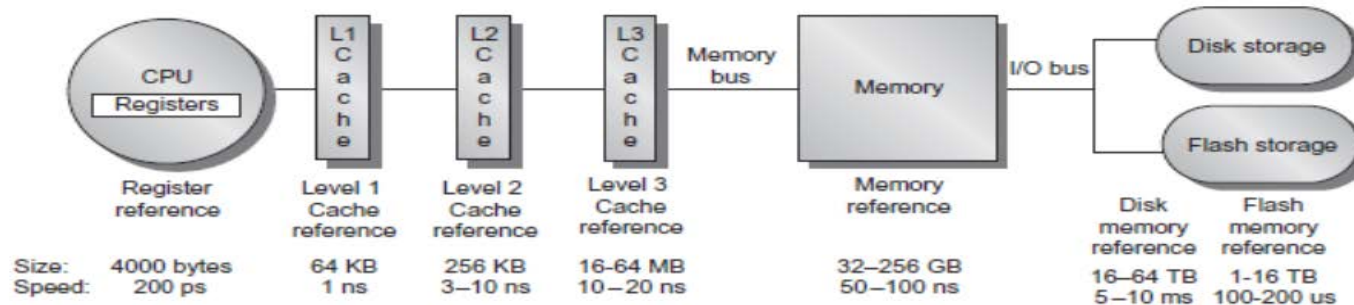 CPU
Registers
L1
Cache
L2
Cache
L3
Cache
Memory
bus
Memory
I/O bus
Disk storage
Flash storage
Register
reference
Level 1
Cache
reference
Level 2
Cache
reference
Level 3
Cache
reference
Memory
reference
Disk
memory
reference
Flash
memory
reference
Size: 4000 bytes 64 KB 256 KB 16-64 MB 32–256 GB 16–64 TB 1-16 TB
Speed: 200 ps 1 ns 3–10 ns 10–20 ns 50–100 ns 5–10 ms 100-200 us